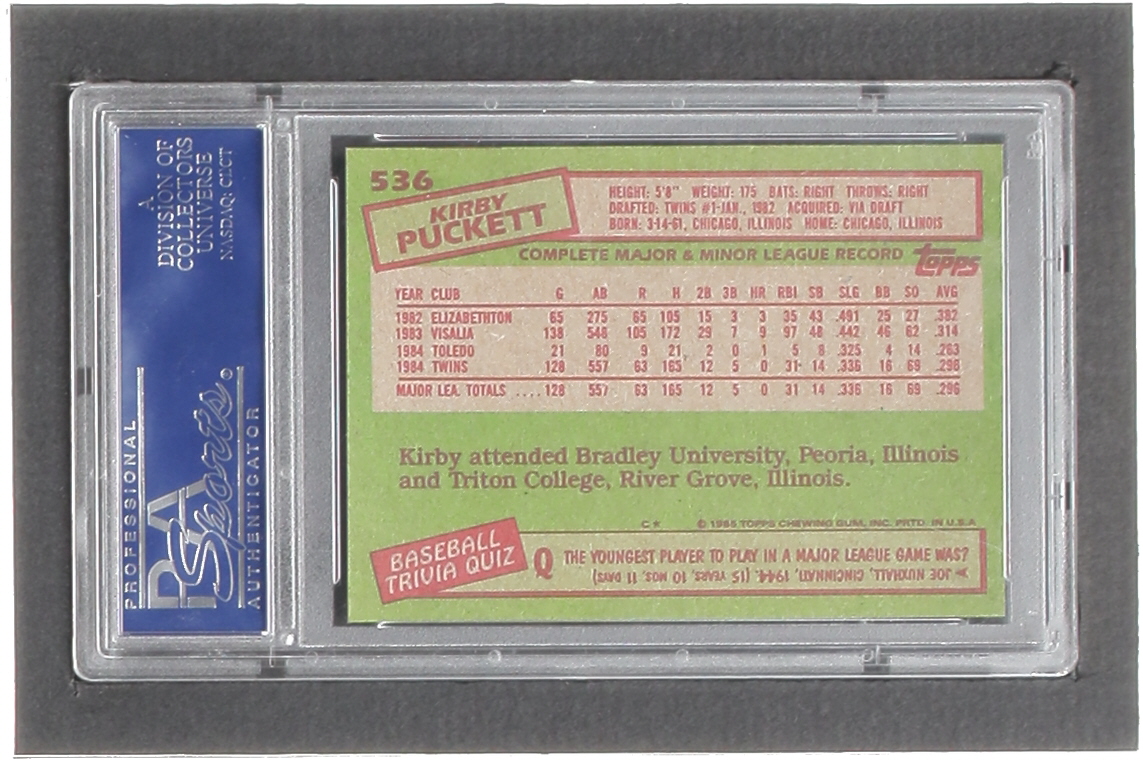 A
DIVISION OF
COLLECTORS
UNIVERSE
NASDAQ: CLCT
PROFESSIONAL
PSA
Sports®
AUTHENTICATOR
536
KIRBY
PUCKETT
HEIGHT: 5'8" WEIGHT: 175 BATS: RIGHT THROWS: RIGHT
DRAFTED: TWINS #1-JAN., 1982 ACQUIRED: VIA DRAFT
BORN: 3-14-61, CHICAGO, ILLINOIS HOME: CHICAGO, ILLINOIS
COMPLETE MAJOR & MINOR LEAGUE RECORD
TOPPS
YEAR CLUB G AB R H 2B 3B HR RBI SB SLG BB SO AVG
1982 ELIZABETHTON 65 275 65 105 15 3 3 35 43 .491 25 27 .382
1983 VISALIA 138 548 105 172 29 7 9 97 48 .442 46 62 .314
1984 TOLEDO 21 80 9 21 2 0 1 5 8 .325 4 14 .263
1984 TWINS 128 557 63 165 12 5 0 31 14 .336 16 69 .296
MAJOR LEA. TOTALS .... 128 557 63 165 12 5 0 31 14 .336 16 69 .296
Kirby attended Bradley University, Peoria, Illinois
and Triton College, River Grove, Illinois.
C* © 1985 TOPPS CHEWING GUM, INC. PRTD. IN U.S.A.
BASEBALL
TRIVIA QUIZ
Q THE YOUNGEST PLAYER TO PLAY IN A MAJOR LEAGUE GAME WAS?
JOE NUXHALL, CINCINNATI, 1944. (15 YEARS, 10 MOS. 11 DAYS)